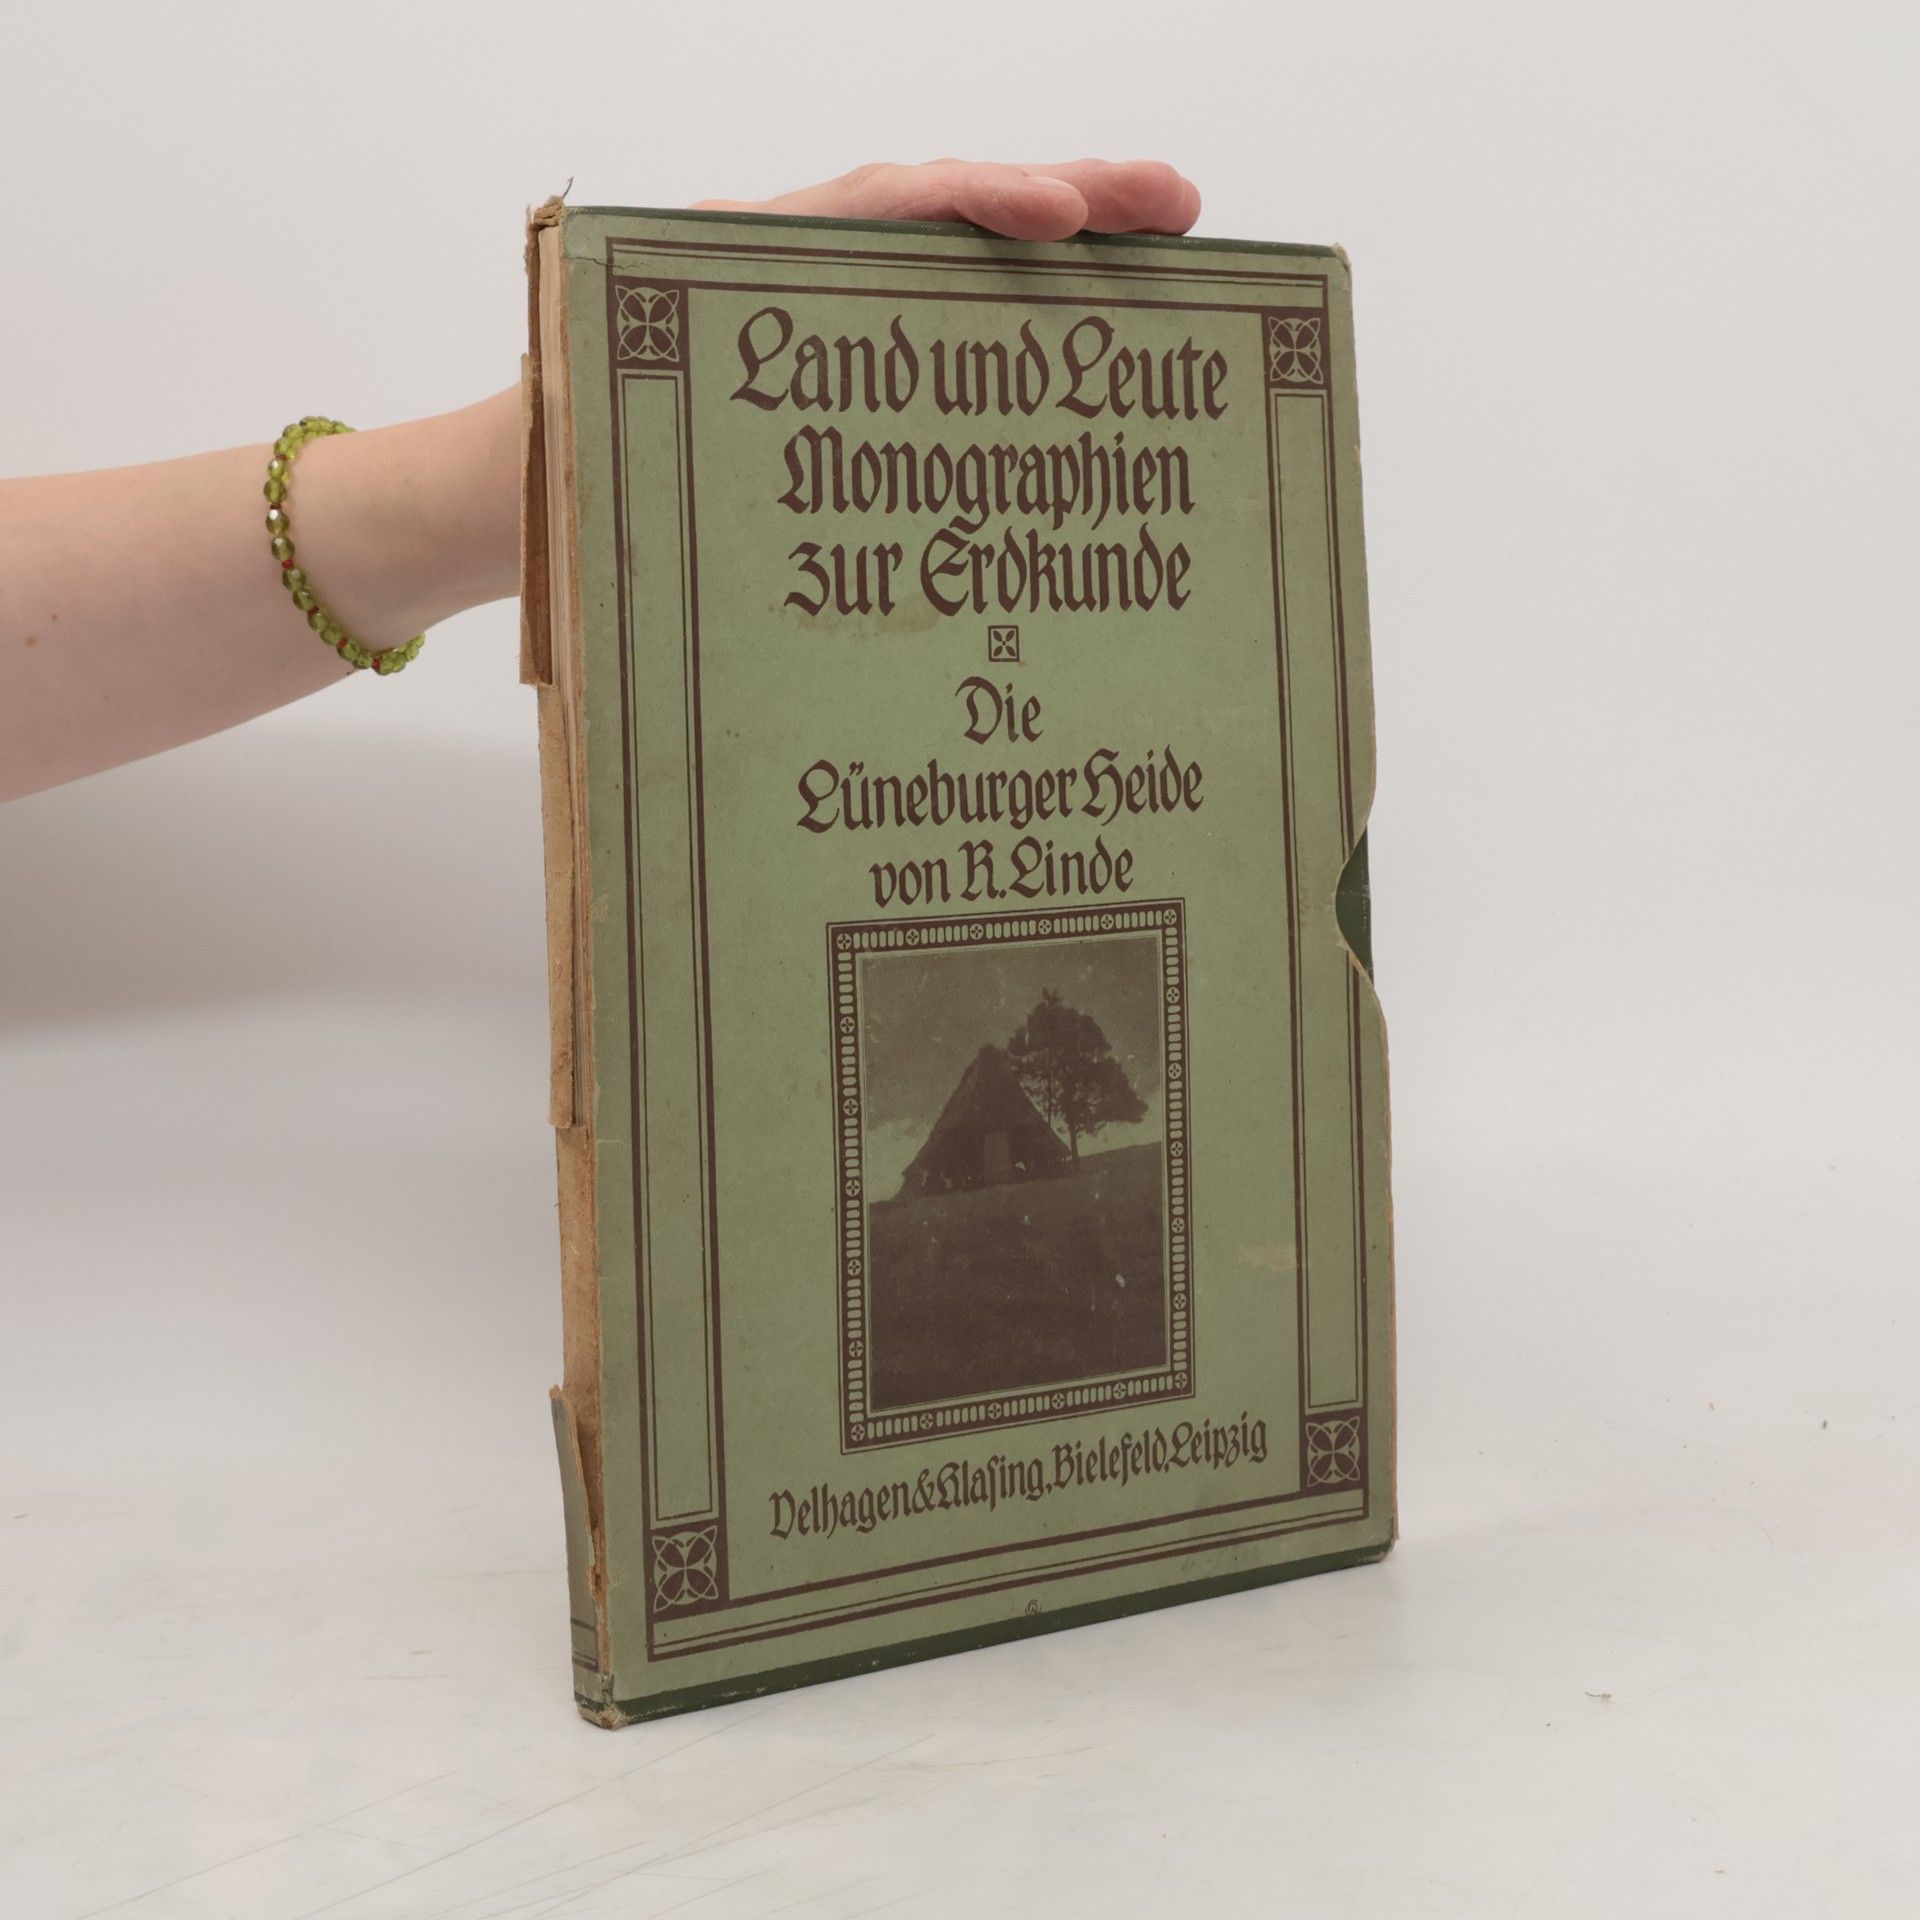 Land und Leute
Monographien
zur Erdkunde
Die
Lüneburger Heide
von R. Linde
Velhagen & Klaſing, Bielefeld, Leipzig